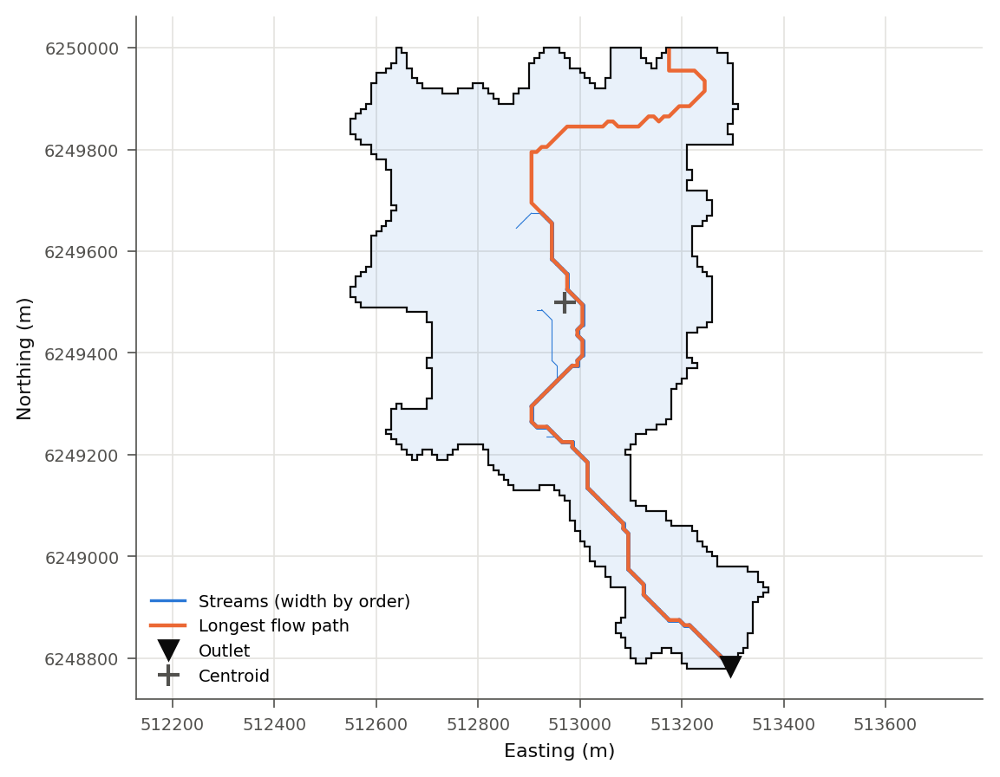 6250000
6249800
6249600
6249400
6249200
6249000
6248800
Northing (m)
Streams (width by order)
Longest flow path
Outlet
Centroid
512200 512400 512600 512800 513000 513200 513400 513600
Easting (m)